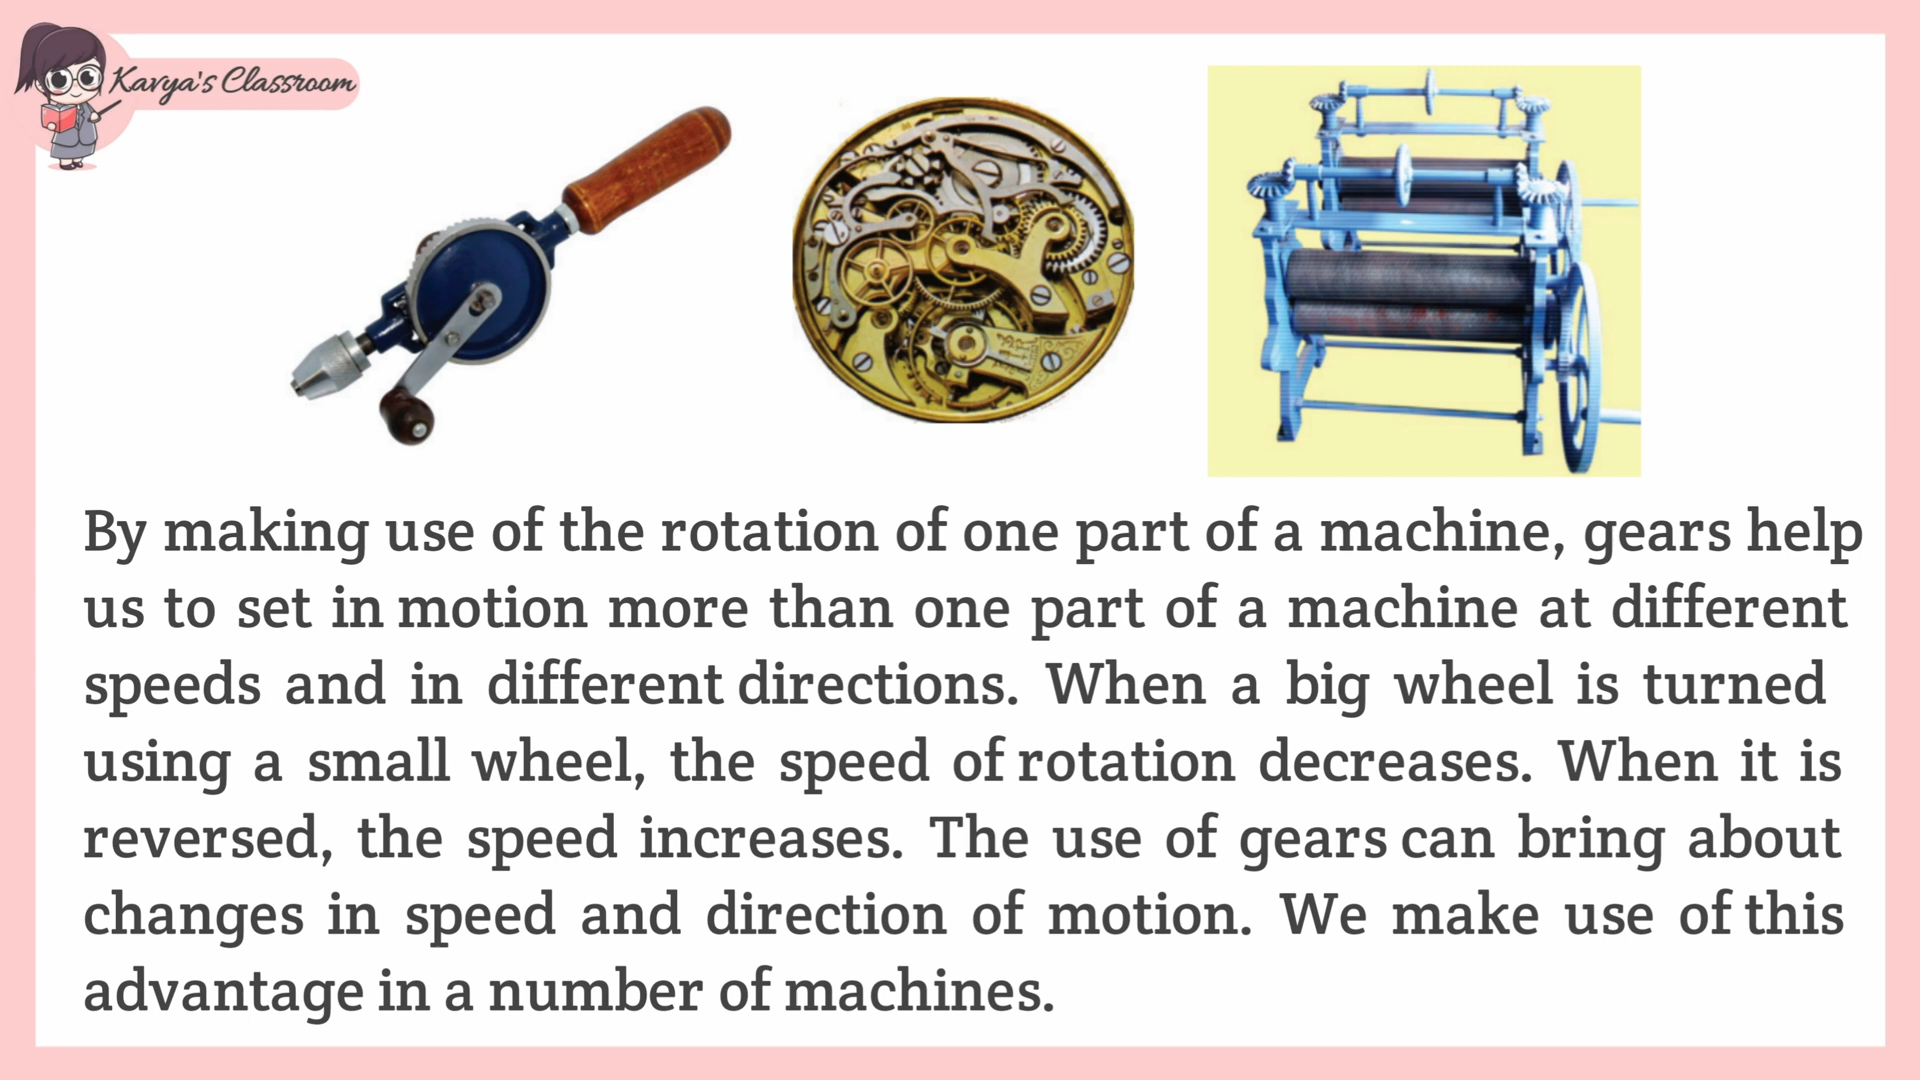 Kavya's Classroom
By making use of the rotation of one part of a machine, gears help
us to set in motion more than one part of a machine at different
speeds and in different directions. When a big wheel is turned
using a small wheel, the speed of rotation decreases. When it is
reversed, the speed increases. The use of gears can bring about
changes in speed and direction of motion. We make use of this
advantage in a number of machines.